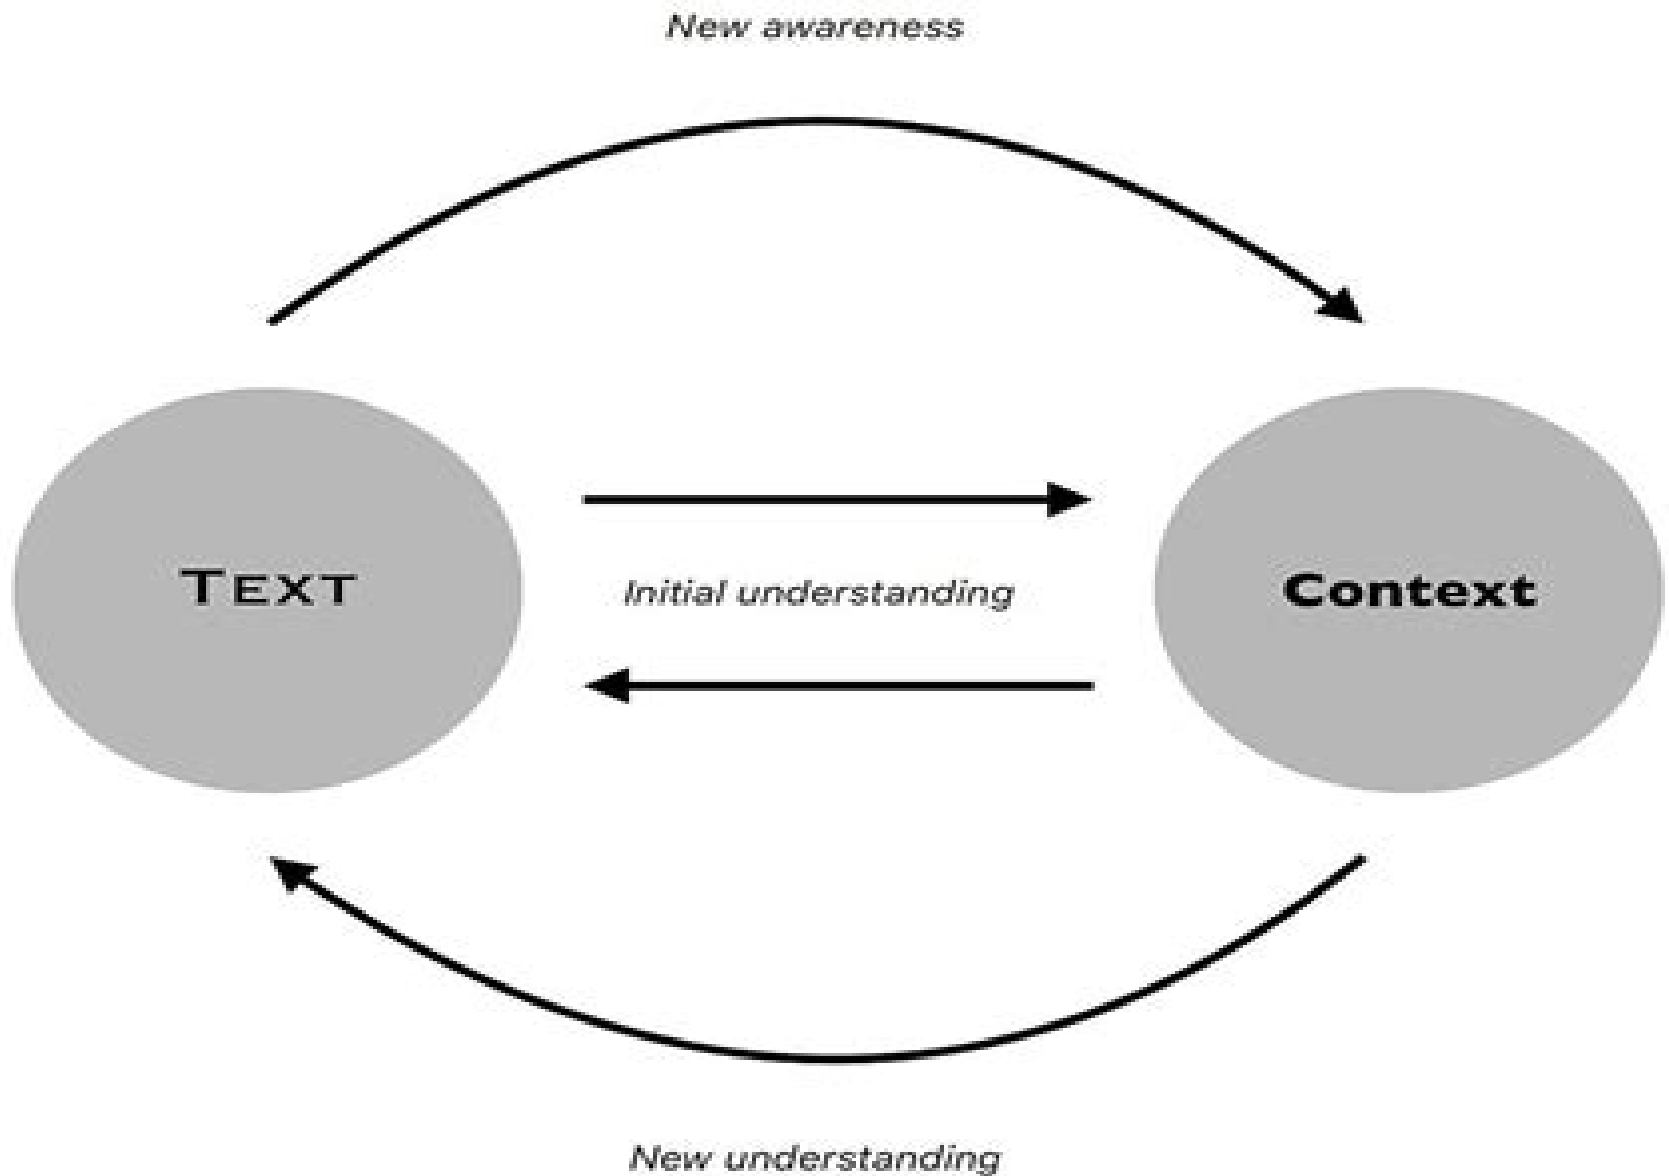 New awareness
TEXT
Initial understanding
Context
New understanding